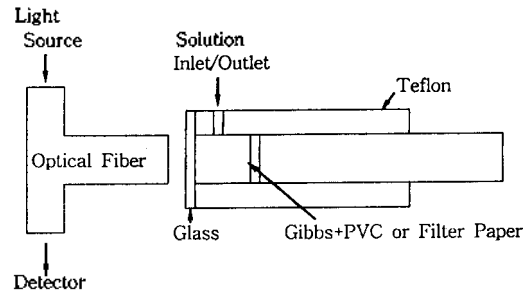 Light
Source
Solution
Inlet/Outlet
Teflon
Optical Fiber
Glass
Gibbs+PVC or Filter Paper
Detector